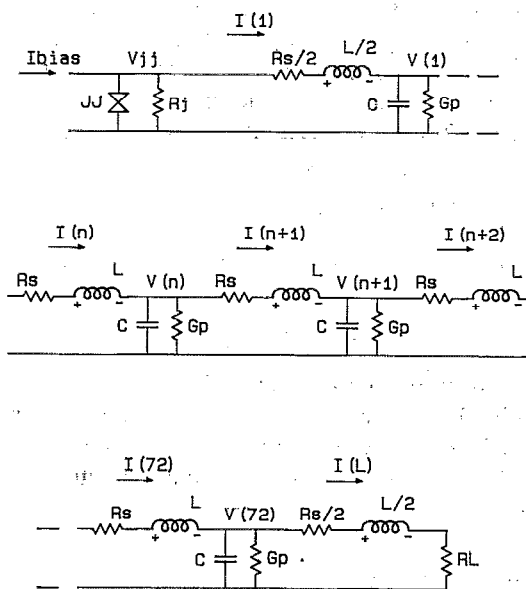 I(1)
Ibias Vjj Rs/2 L/2 V(1)
+ -
JJ Rj C Gp
I(n) I(n+1) I(n+2)
Rs L V(n) Rs L V(n+1) Rs L
+ - + - + -
C Gp C Gp
I(72) I(L)
Rs L V(72) Rs/2 L/2
+ - + -
C Gp RL